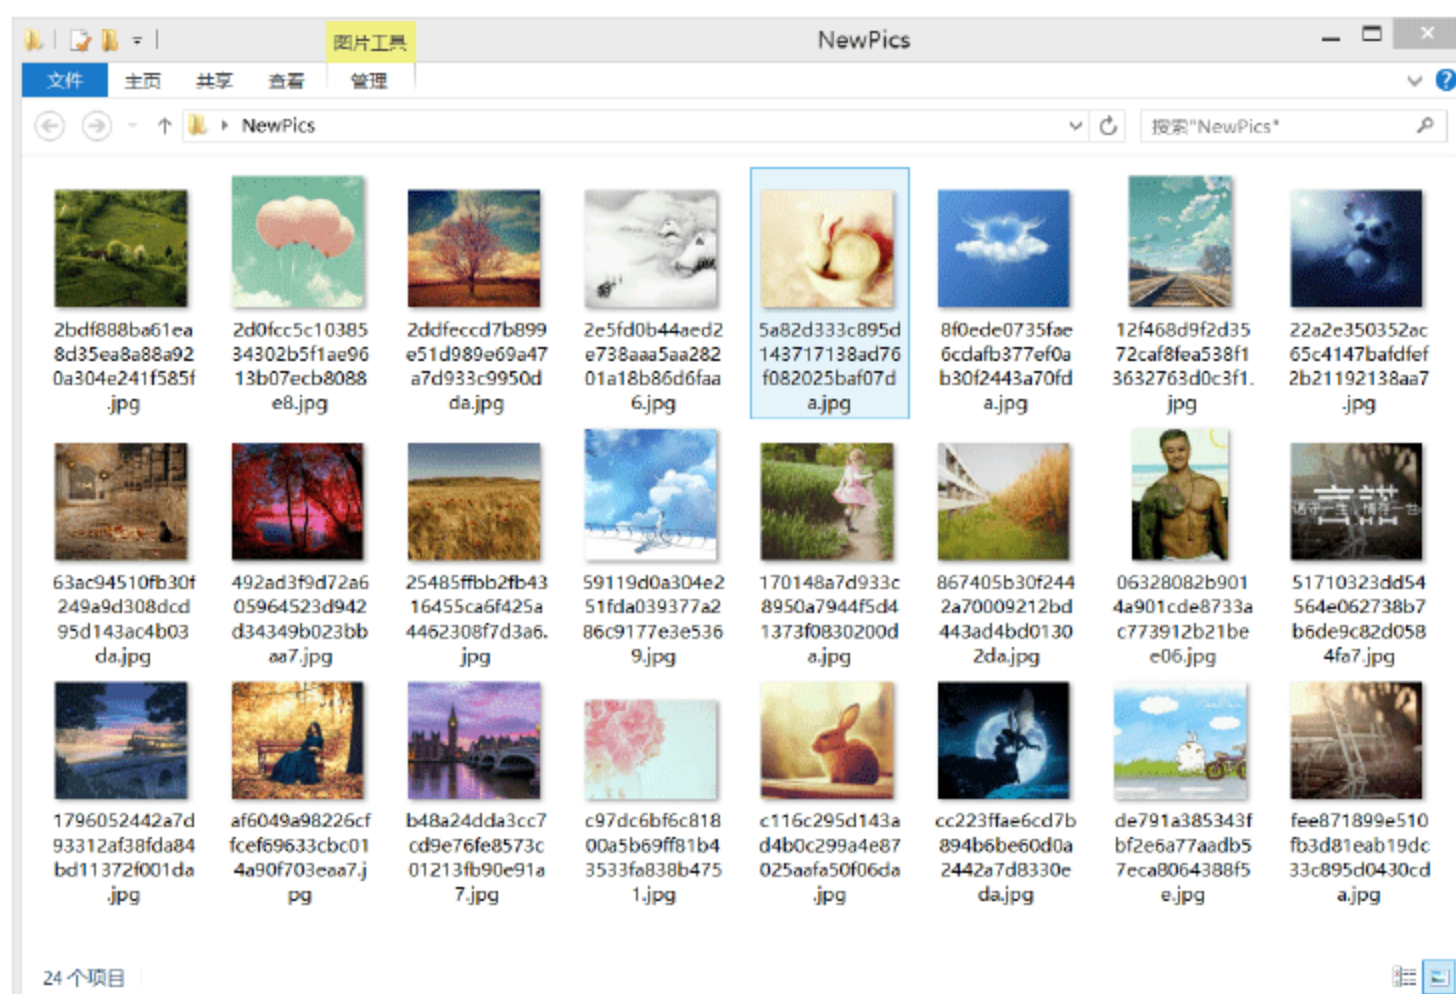 图片工具
NewPics
文件 主页 共享 查看 管理
NewPics
搜索"NewPics"
2bdf888ba61ea
8d35ea8a88a92
0a304e241f585f
.jpg
2d0fcc5c10385
34302b5f1ae96
13b07ecb8088
e8.jpg
2ddfeccd7b899
e51d989e69a47
a7d933c9950d
da.jpg
2e5fd0b44aed2
e738aaa5aa282
01a18b86d6faa
6.jpg
5a82d333c895d
143717138ad76
f082025baf07d
a.jpg
8f0ede0735fae
6cdafb377ef0a
b30f2443a70fd
a.jpg
12f468d9f2d35
72caf8fea538f1
3632763d0c3f1.
jpg
22a2e350352ac
65c4147bafdfef
2b21192138aa7
.jpg
63ac94510fb30f
249a9d308dcd
95d143ac4b03
da.jpg
492ad3f9d72a6
05964523d942
d34349b023bb
aa7.jpg
25485ffbb2fb43
16455ca6f425a
4462308f7d3a6.
jpg
59119d0a304e2
51fda039377a2
86c9177e3e536
9.jpg
170148a7d933c
8950a7944f5d4
1373f0830200d
a.jpg
867405b30f244
2a70009212bd
443ad4bd0130
2da.jpg
06328082b901
4a901cde8733a
c773912b21be
e06.jpg
51710323dd54
564e062738b7
b6de9c82d058
4fa7.jpg
1796052442a7d
93312af38fda84
bd11372f001da
.jpg
af6049a98226cf
fcef69633cbc01
4a90f703eaa7.j
pg
b48a24dda3cc7
cd9e76fe8573c
01213fb90e91a
7.jpg
c97dc6bf6c818
00a5b69ff81b4
3533fa838b475
1.jpg
c116c295d143a
d4b0c299a4e87
025aafa50f06da
.jpg
cc223ffae6cd7b
894b6be60d0a
2442a7d8330e
da.jpg
de791a385343f
bf2e6a77aadb5
7eca8064388f5
e.jpg
fee871899e510
fb3d81eab19dc
33c895d0430cd
a.jpg
24 个项目